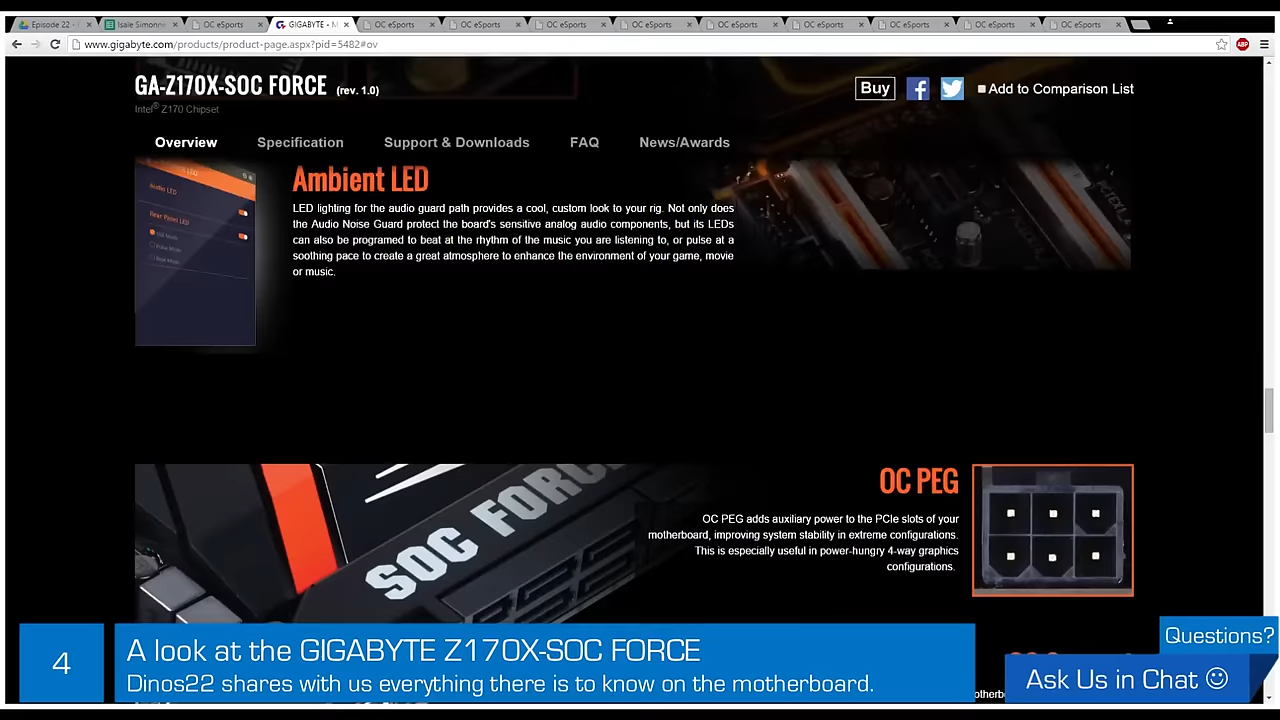 Episode 22 -
Isaie Simonne
OC eSports
GIGABYTE - M
OC eSports
OC eSports
OC eSports
OC eSports
OC eSports
OC eSports
OC eSports
OC eSports
OC eSports
www.gigabyte.com/products/product-page.aspx?pid=5482#ov
ABP
GA-Z170X-SOC FORCE (rev. 1.0)
Intel® Z170 Chipset
Buy
Add to Comparison List
Overview
Specification
Support & Downloads
FAQ
News/Awards
LED
Audio LED
Rear Panel LED
Ambient LED
LED lighting for the audio guard path provides a cool, custom look to your rig. Not only does
the Audio Noise Guard protect the board's sensitive analog audio components, but its LEDs
can also be programed to beat at the rhythm of the music you are listening to, or pulse at a
soothing pace to create a great atmosphere to enhance the environment of your game, movie
or music.
SOC FORC
OC PEG
OC PEG adds auxiliary power to the PCIe slots of your
motherboard, improving system stability in extreme configurations.
This is especially useful in power-hungry 4-way graphics
configurations.
4
A look at the GIGABYTE Z170X-SOC FORCE
Dinos22 shares with us everything there is to know on the motherboard.
Questions?
Ask Us in Chat ☺